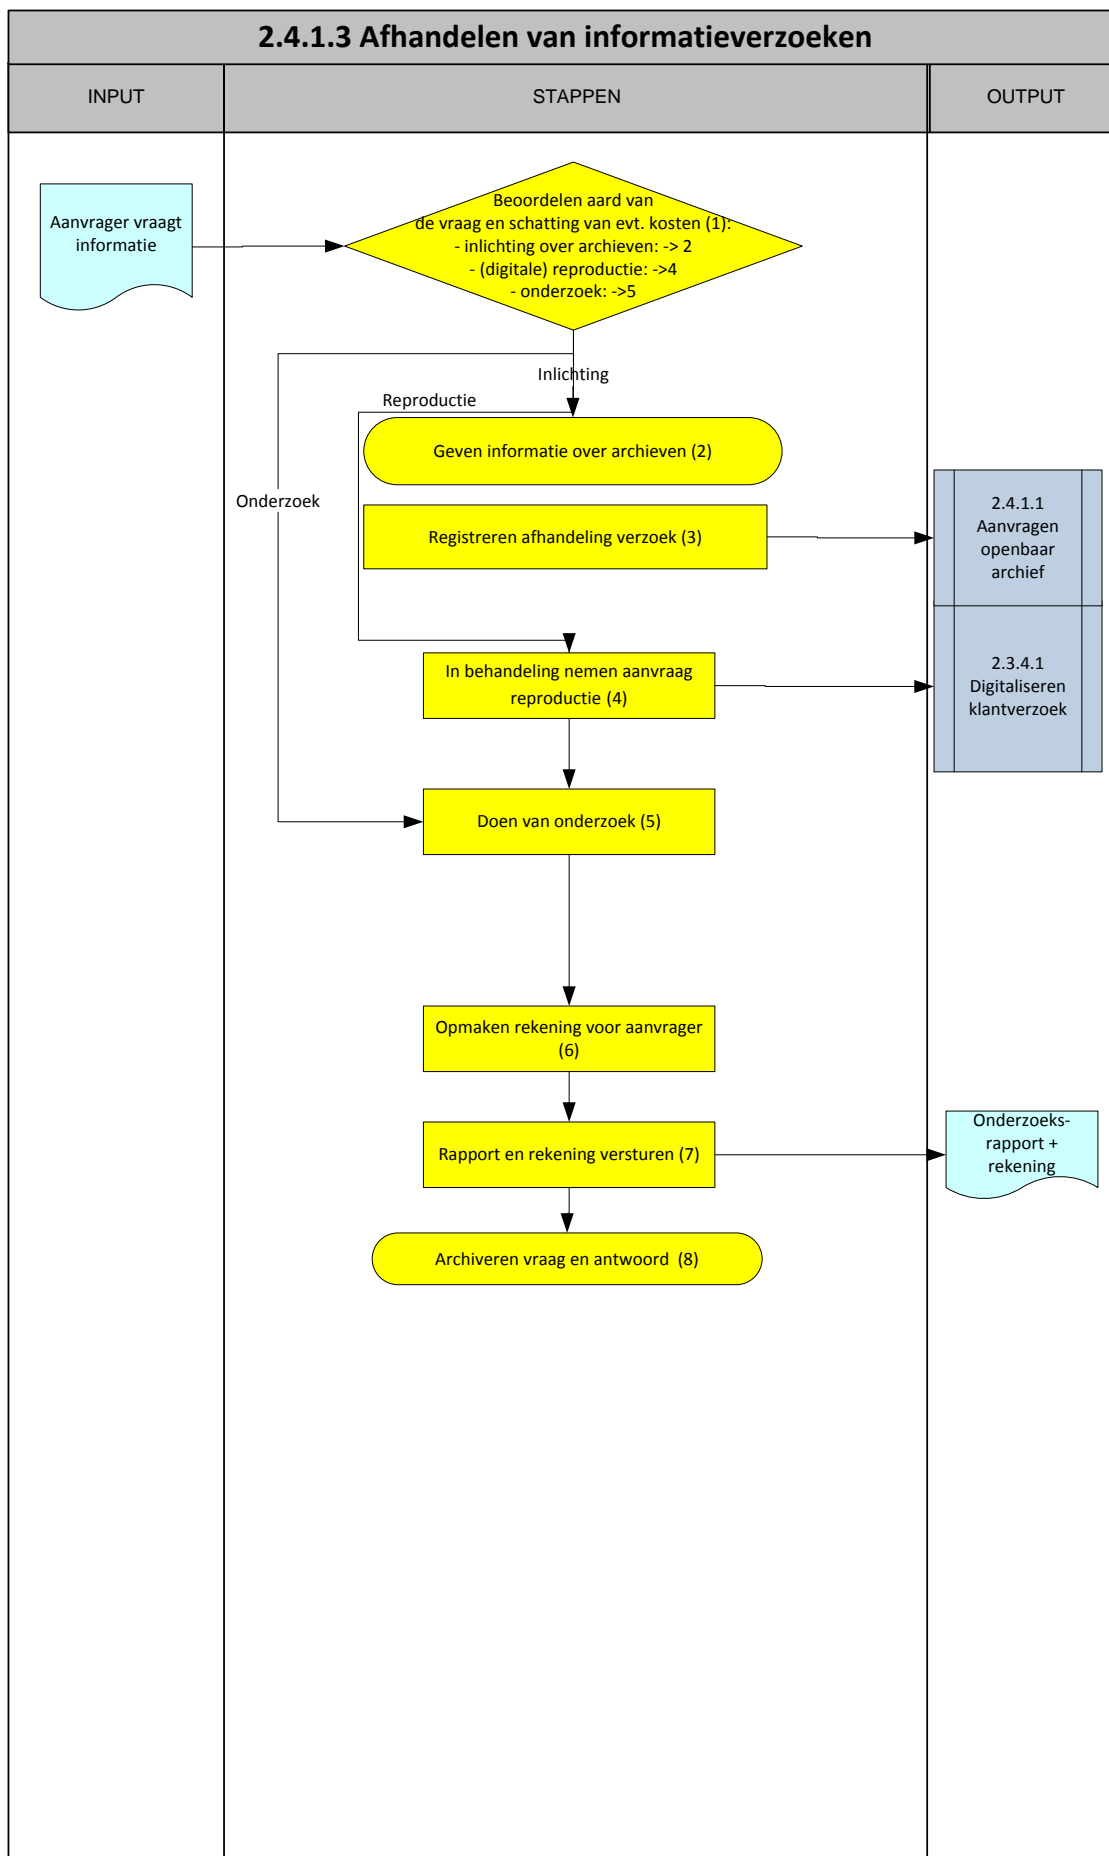 2.4.1.3 Afhandelen van informatieverzoeken
INPUT
STAPPEN
OUTPUT
Aanvrager vraagt
informatie
Beoordelen aard van
de vraag en schatting van evt. kosten (1):
- inlichting over archieven: -> 2
- (digitale) reproductie: ->4
- onderzoek: ->5
Inlichting
Reproductie
Geven informatie over archieven (2)
Onderzoek
Registreren afhandeling verzoek (3)
2.4.1.1
Aanvragen
openbaar
archief
In behandeling nemen aanvraag
reproductie (4)
2.3.4.1
Digitaliseren
klantverzoek
Doen van onderzoek (5)
Opmaken rekening voor aanvrager
(6)
Rapport en rekening versturen (7)
Onderzoeks-
rapport +
rekening
Archiveren vraag en antwoord  (8)